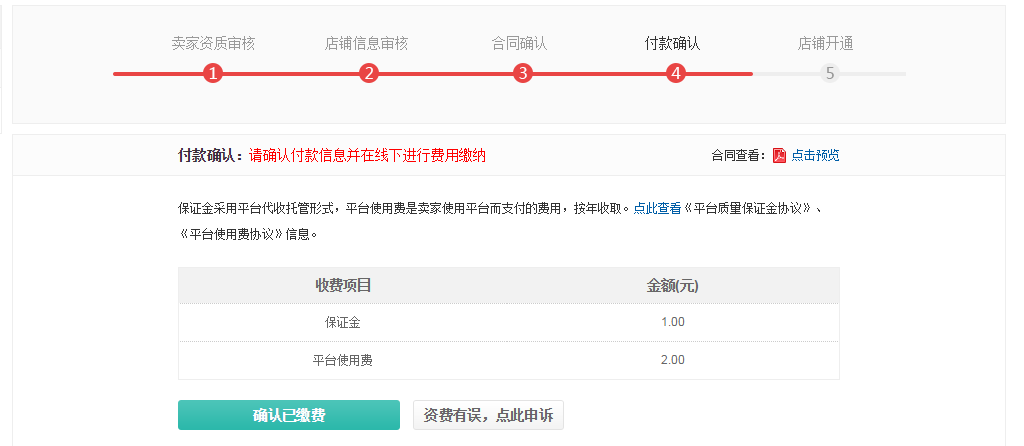 卖家资质审核 店铺信息审核 合同确认 付款确认 店铺开通
1 2 3 4 5
付款确认：请确认付款信息并在线下进行费用缴纳 合同查看： 点击预览
保证金采用平台代收托管形式，平台使用费是卖家使用平台而支付的费用，按年收取。点此查看《平台质量保证金协议》、
《平台使用费协议》信息。
收费项目 金额(元)
保证金 1.00
平台使用费 2.00
确认已缴费 资费有误，点此申诉